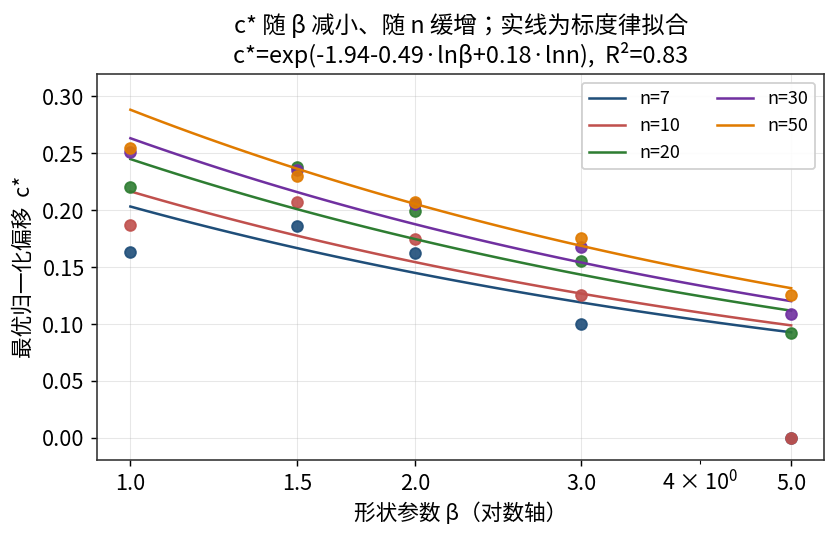 c* 随 β 减小、随 n 缓增；实线为标度律拟合
c*=exp(-1.94-0.49·lnβ+0.18·lnn), R²=0.83
n=7
n=10
n=20
n=30
n=50
最优归一化偏移 c*
0.30
0.25
0.20
0.15
0.10
0.05
0.00
1.0
1.5
2.0
3.0
4 × 10⁰
5.0
形状参数 β（对数轴）